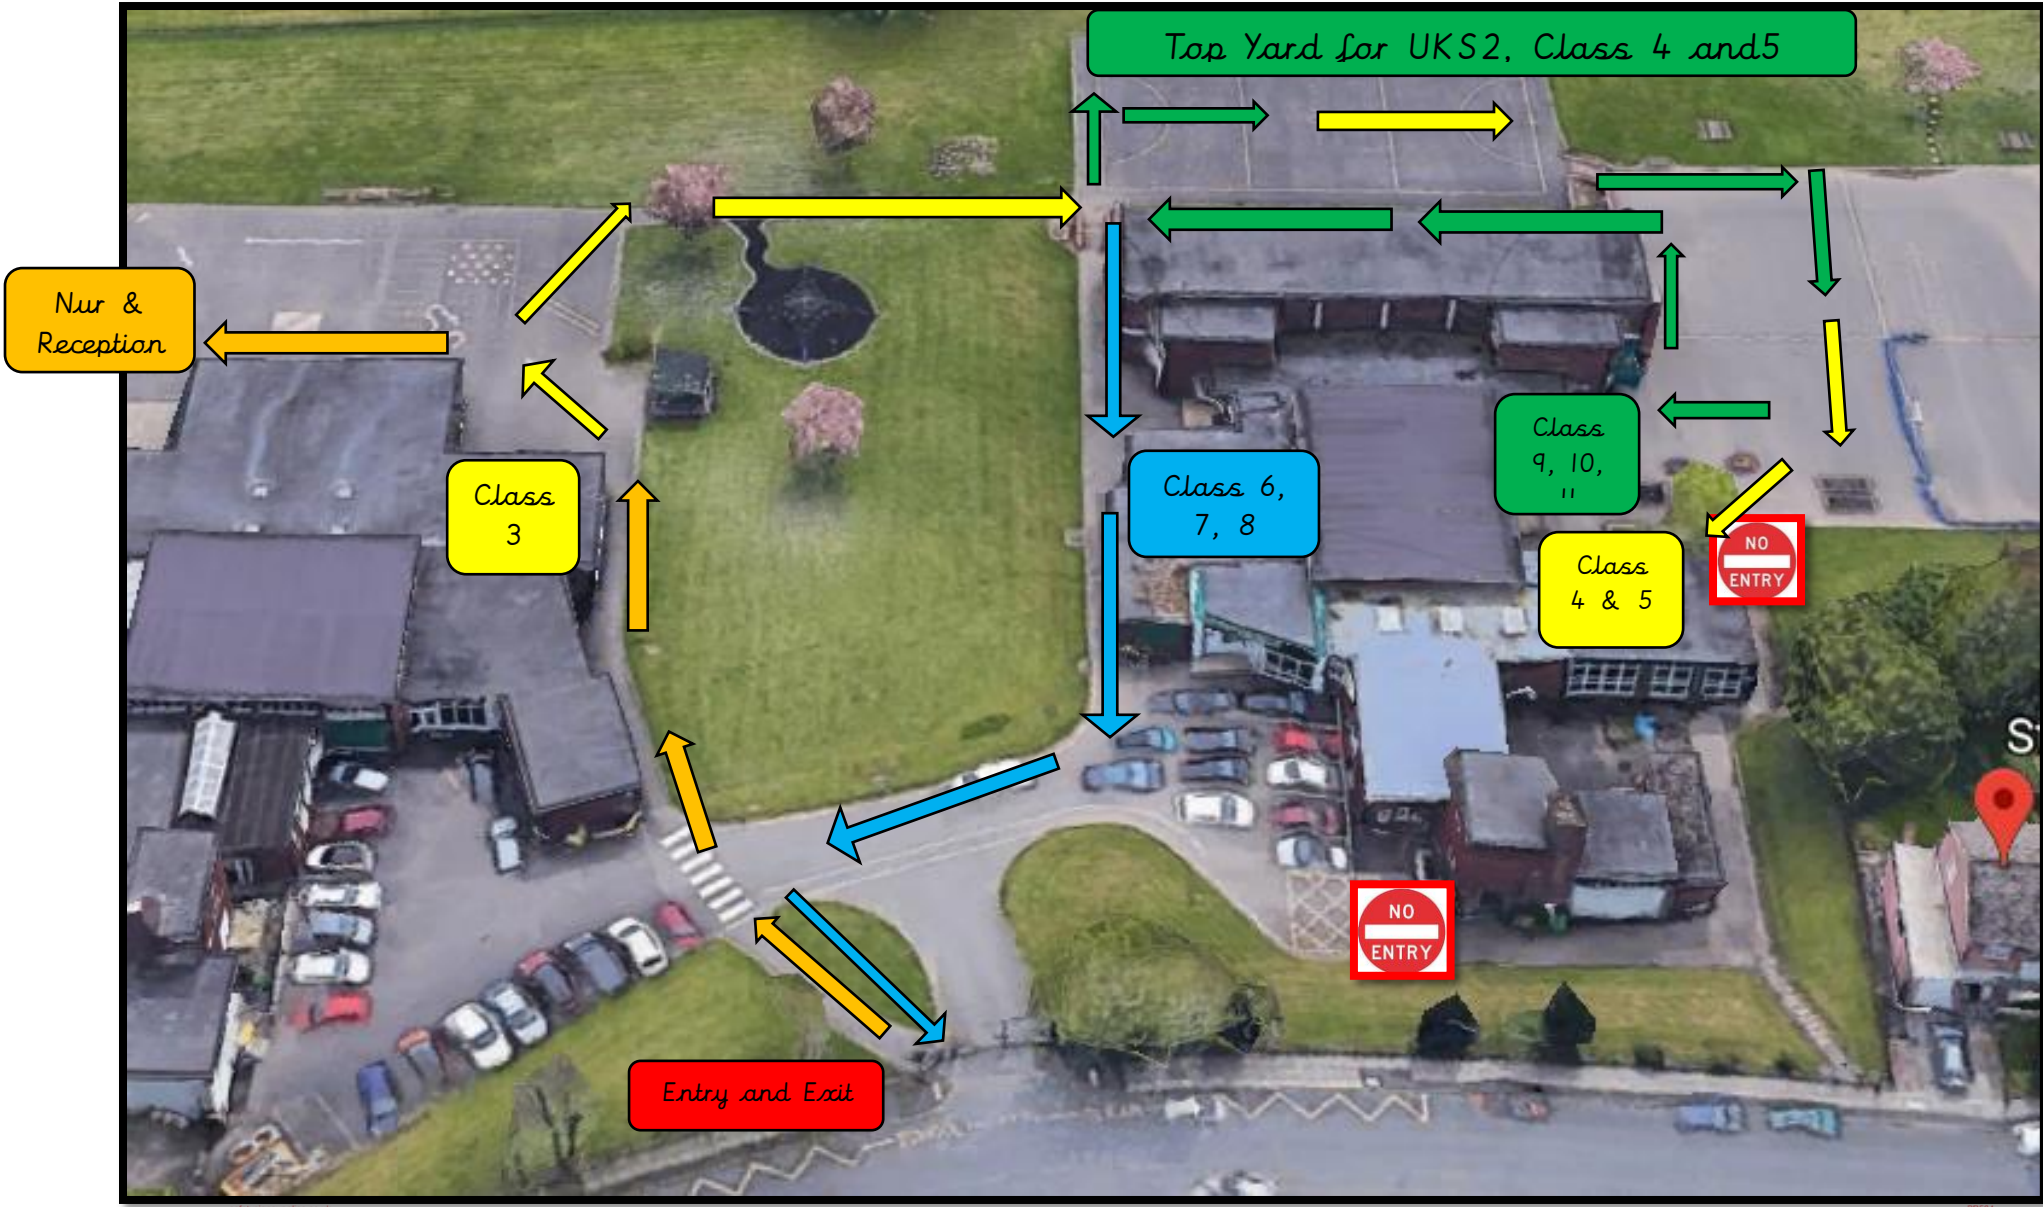 Top Yard for UKS2, Class 4 and5
Nur &
Reception
Class
3
Class 6,
7, 8
Class
9, 10,
11
Class
4 & 5
NO
ENTRY
NO
ENTRY
Entry and Exit